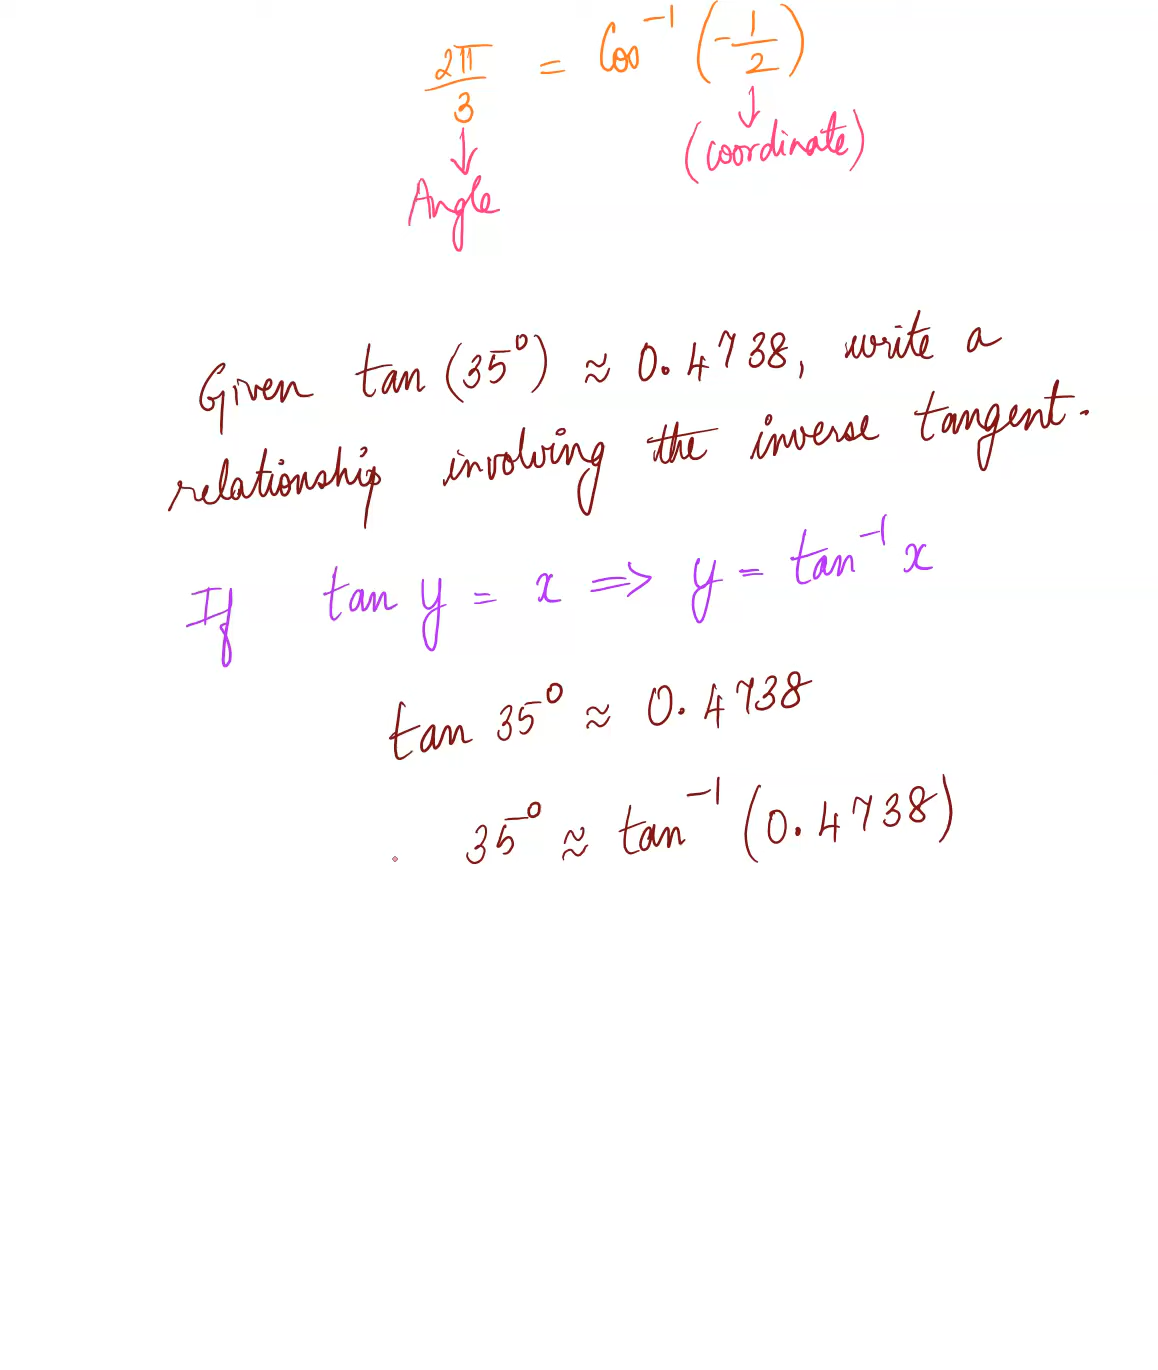 2π/3 = Cos⁻¹ (-1/2)
↓ ↓
Angle (coordinate)
Given tan (35°) ≈ 0.4738, write a
relationship involving the inverse tangent.
If tan y = x ⇒ y = tan⁻¹ x
tan 35° ≈ 0.4738
35° ≈ tan⁻¹ (0.4738)